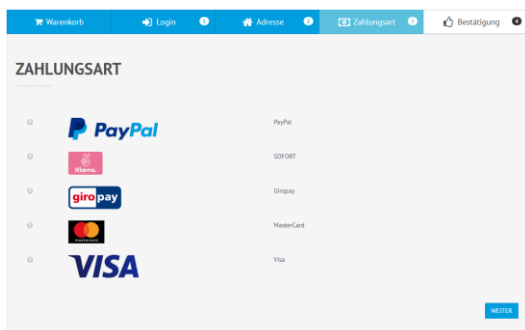 Warenkorb Login 1 Adresse 2 Zahlungsart 3 Bestätigung 4
ZAHLUNGSART
PayPal PayPal
Klarna. SOFORT
giropay Giropay
mastercard MasterCard
VISA Visa
WEITER